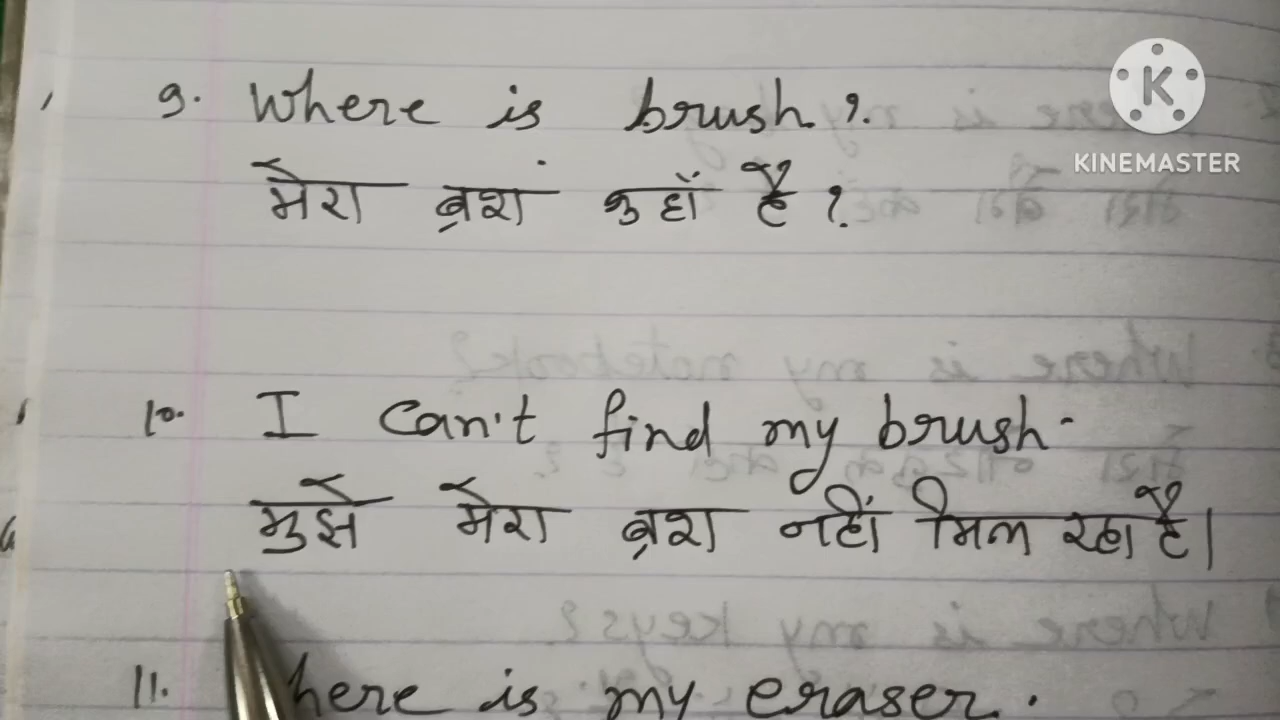 9. Where is brush?
मेरा ब्रश कहाँ है?
10. I can't find my brush.
मुझे मेरा ब्रश नहीं मिल रहा है।
11. here is my eraser.
KINEMASTER